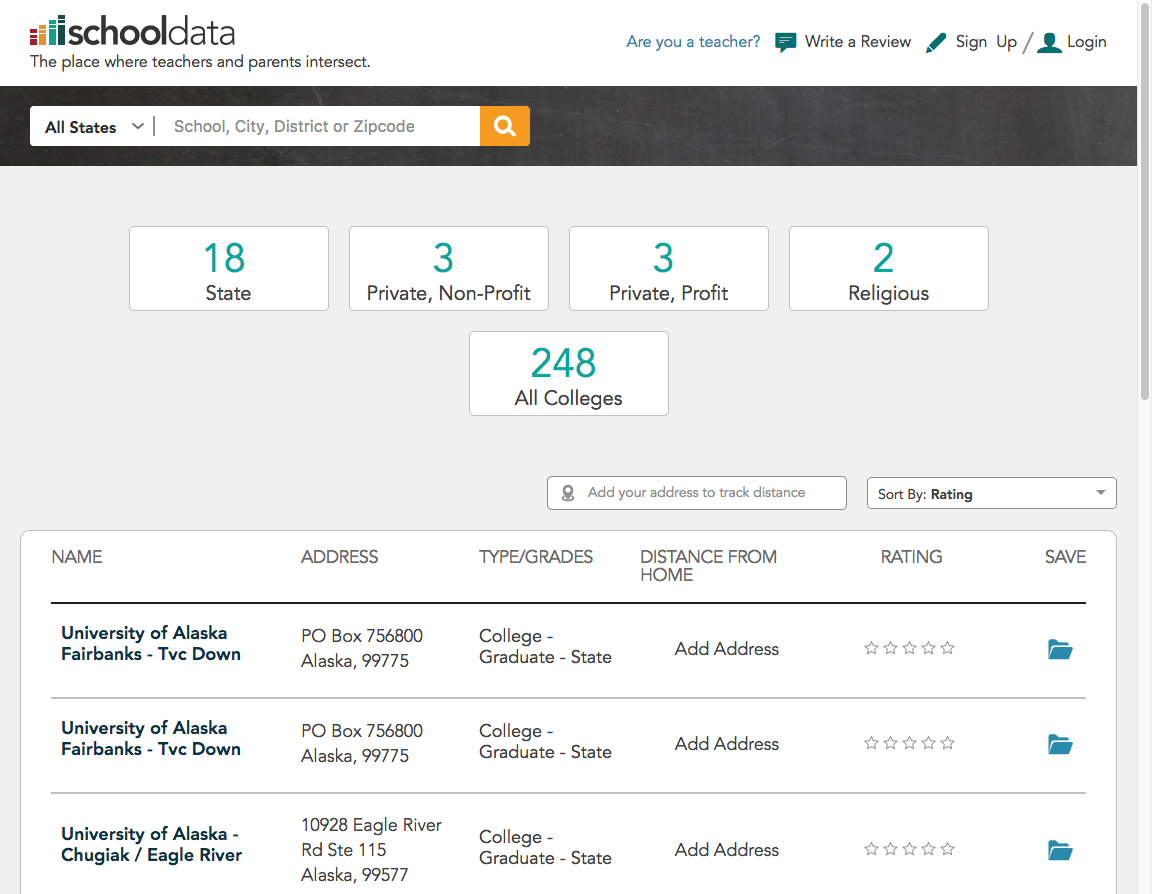 schooldata
The place where teachers and parents intersect.
Are you a teacher?
Write a Review
Sign Up / Login
All States
School, City, District or Zipcode
18
State
3
Private, Non-Profit
3
Private, Profit
2
Religious
248
All Colleges
Add your address to track distance
Sort By: Rating
NAME
ADDRESS
TYPE/GRADES
DISTANCE FROM
HOME
RATING
SAVE
University of Alaska
Fairbanks - Tvc Down
PO Box 756800
Alaska, 99775
College -
Graduate - State
Add Address
University of Alaska
Fairbanks - Tvc Down
PO Box 756800
Alaska, 99775
College -
Graduate - State
Add Address
University of Alaska -
Chugiak / Eagle River
10928 Eagle River
Rd Ste 115
Alaska, 99577
College -
Graduate - State
Add Address